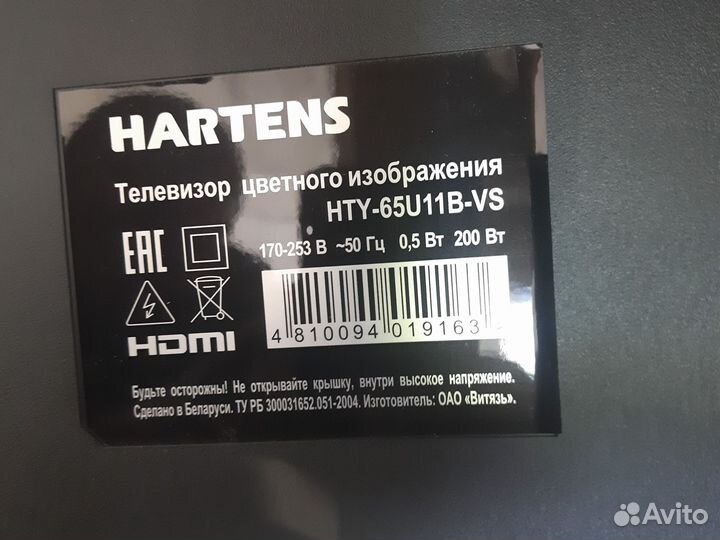 HARTENS
Телевизор цветного изображения
HTY-65U11B-VS
EAC
170-253 В ~50 Гц 0,5 Вт 200 Вт
HDMI
4 810094 019163
Будьте осторожны! Не открывайте крышку, внутри высокое напряжение.
Сделано в Беларуси. ТУ РБ 300031652.051-2004. Изготовитель: ОАО «Витязь».
Avito